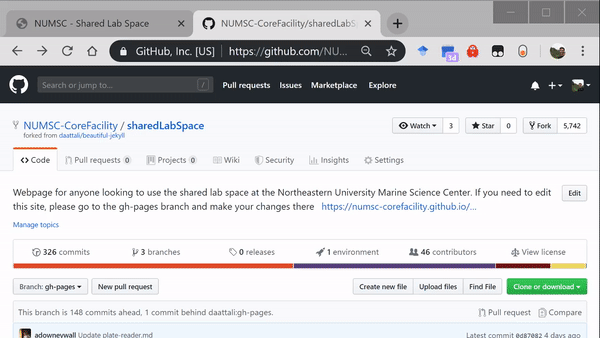 NUMSC - Shared Lab Space
NUMSC-CoreFacility/sharedLabS
GitHub, Inc. [US] https://github.com/NU...
3d
Search or jump to... /
Pull requests Issues Marketplace Explore
NUMSC-CoreFacility / sharedLabSpace
forked from daattali/beautiful-jekyll
Watch 3 Star 0 Fork 5,742
Code Pull requests 0 Projects 0 Wiki Security Insights Settings
Webpage for anyone looking to use the shared lab space at the Northeastern University Marine Science Center. If you need to edit
this site, please go to the gh-pages branch and make your changes there https://numsc-corefacility.github.io/...
Edit
Manage topics
326 commits 3 branches 0 releases 1 environment 46 contributors View license
Branch: gh-pages New pull request Create new file Upload files Find File Clone or download
This branch is 148 commits ahead, 1 commit behind daattali:gh-pages. Pull request Compare
adowneywall Update plate-reader.md Latest commit 0d87082 4 days ago